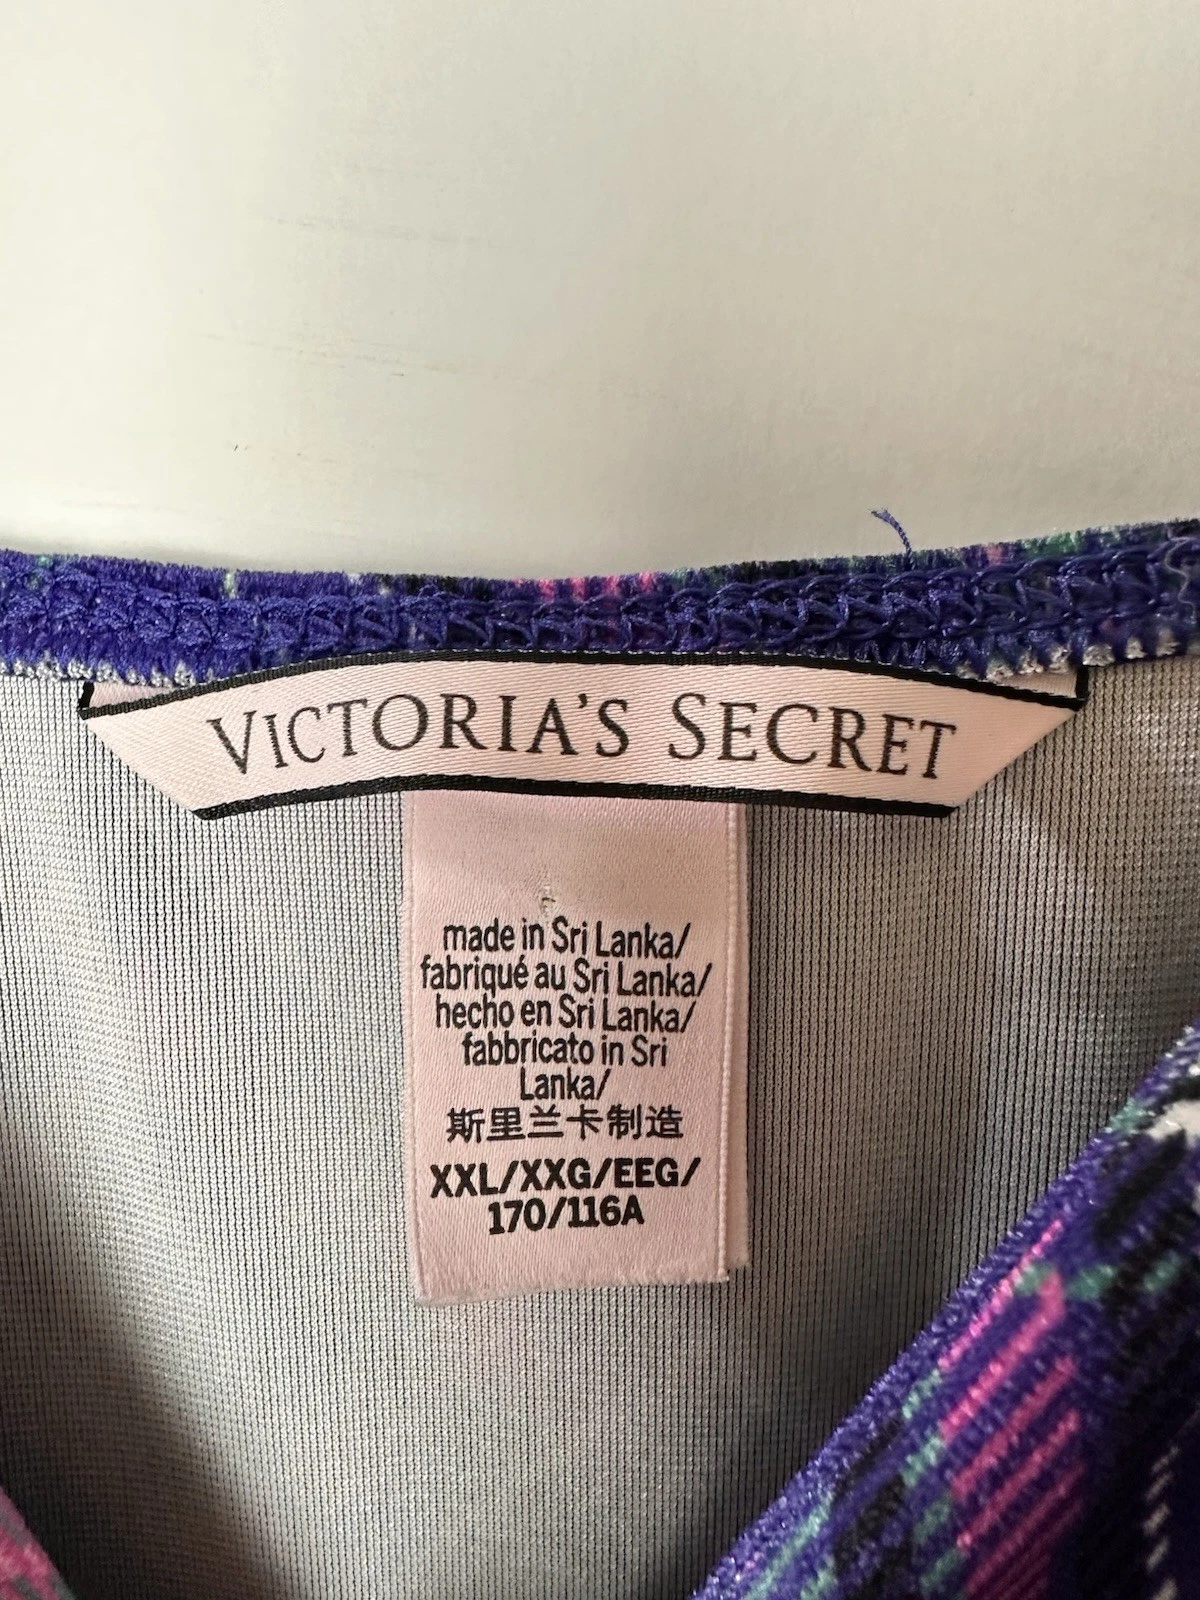 VICTORIA'S SECRET
made in Sri Lanka/
fabriqué au Sri Lanka/
hecho en Sri Lanka/
fabbricato in Sri
Lanka/
斯里兰卡制造
XXL/XXG/EEG/
170/116A